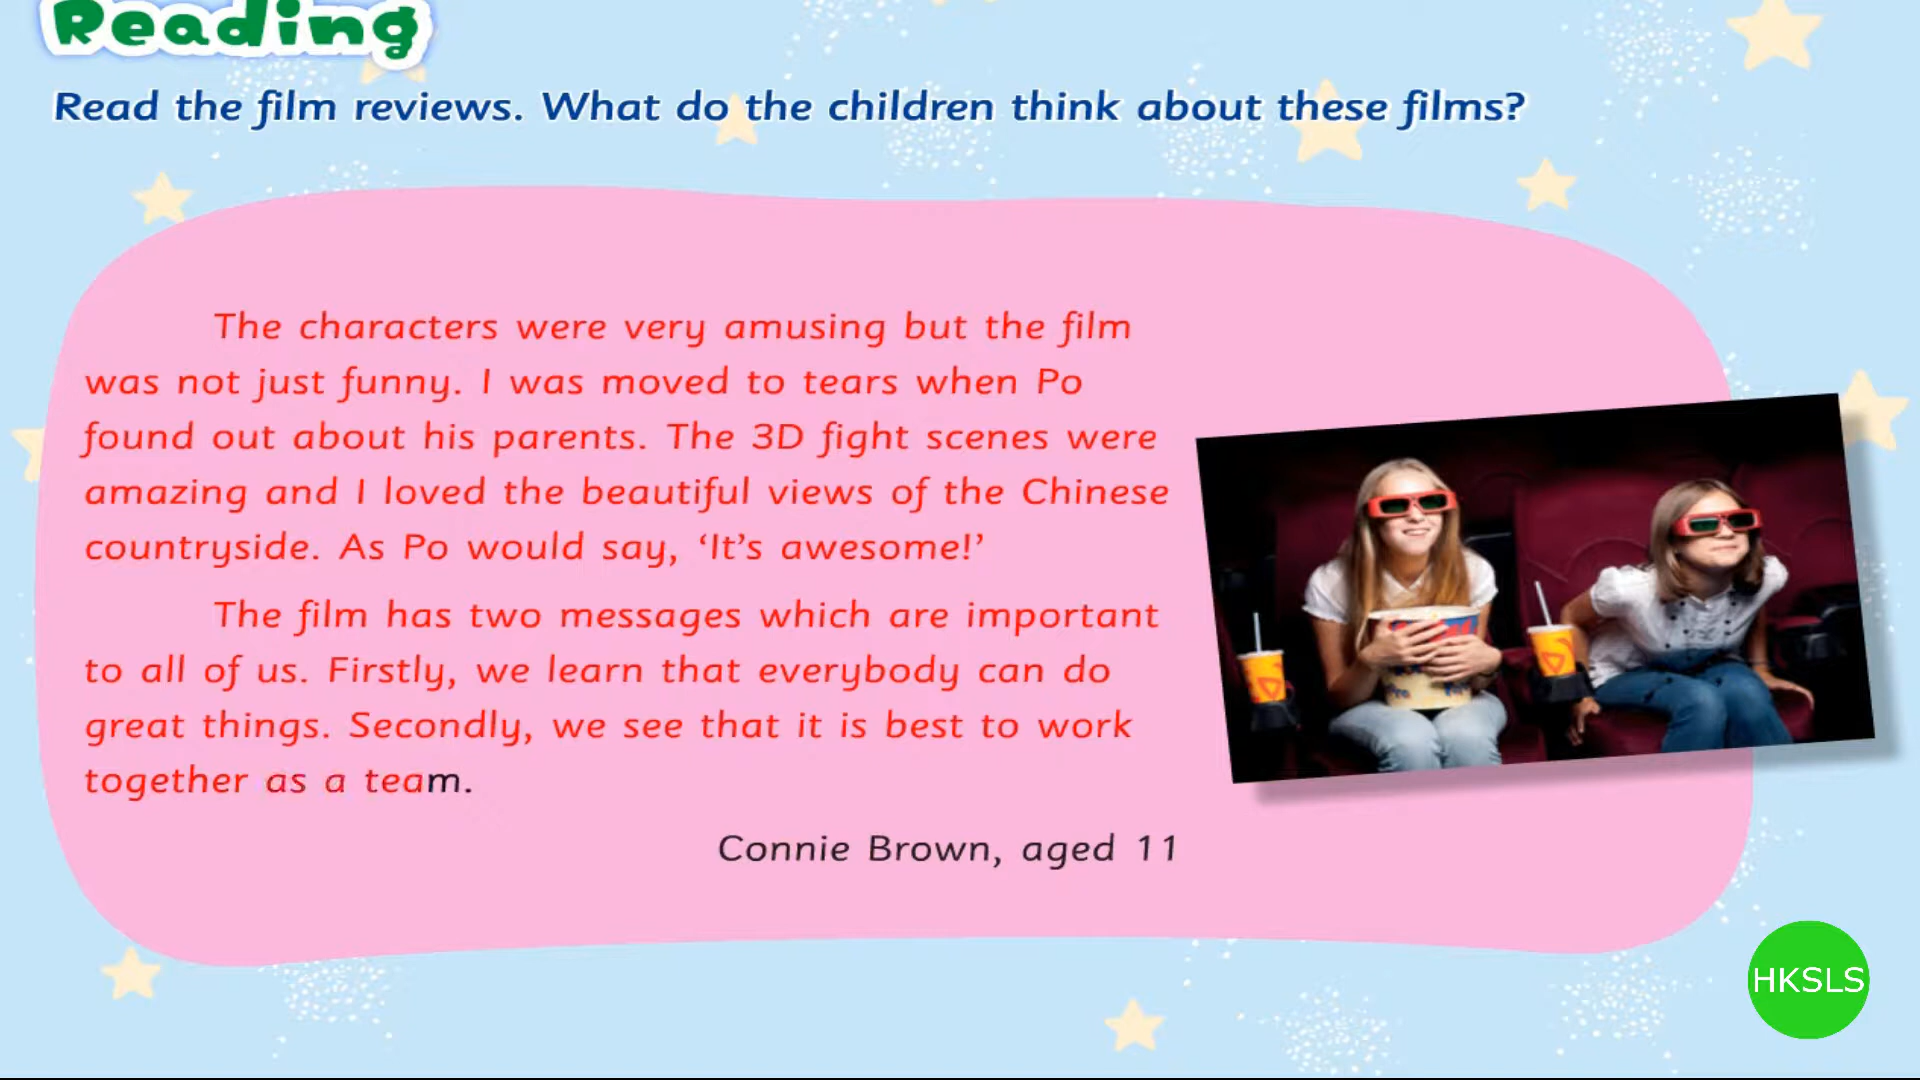 Reading
Read the film reviews. What do the children think about these films?
The characters were very amusing but the film
was not just funny. I was moved to tears when Po
found out about his parents. The 3D fight scenes were
amazing and I loved the beautiful views of the Chinese
countryside. As Po would say, ‘It’s awesome!’
The film has two messages which are important
to all of us. Firstly, we learn that everybody can do
great things. Secondly, we see that it is best to work
together as a team.
Connie Brown, aged 11
HKSLS